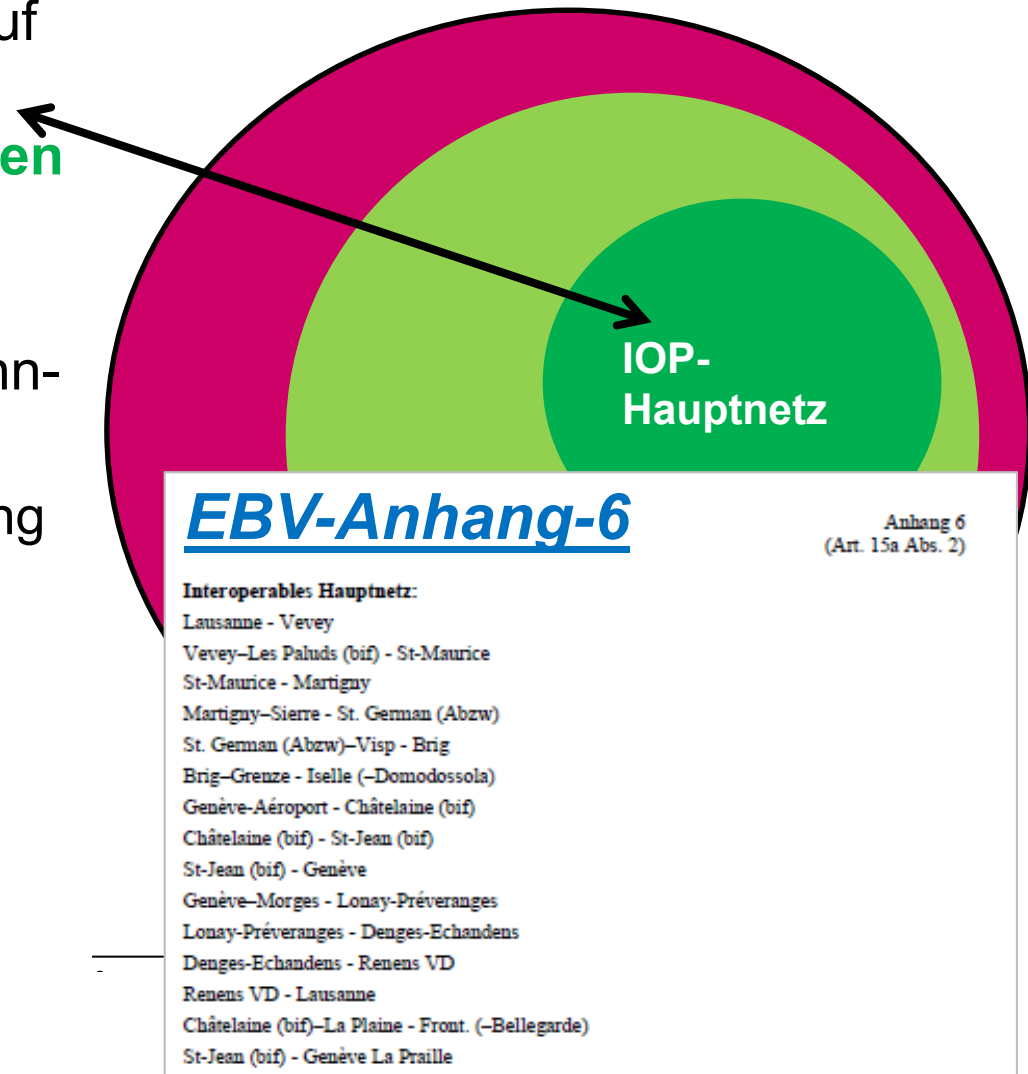 uf
en
nn-
ng
IOP-
Hauptnetz
EBV-Anhang-6
Anhang 6
(Art. 15a Abs. 2)
Interoperables Hauptnetz:
Lausanne - Vevey
Vevey–Les Paluds (bif) - St-Maurice
St-Maurice - Martigny
Martigny–Sierre - St. German (Abzw)
St. German (Abzw)–Visp - Brig
Brig–Grenze - Iselle (–Domodossola)
Genève-Aéroport - Châtelaine (bif)
Châtelaine (bif) - St-Jean (bif)
St-Jean (bif) - Genève
Genève–Morges - Lonay-Préveranges
Lonay-Préveranges - Denges-Echandens
Denges-Echandens - Renens VD
Renens VD - Lausanne
Châtelaine (bif)–La Plaine - Front. (–Bellegarde)
St-Jean (bif) - Genève La Praille